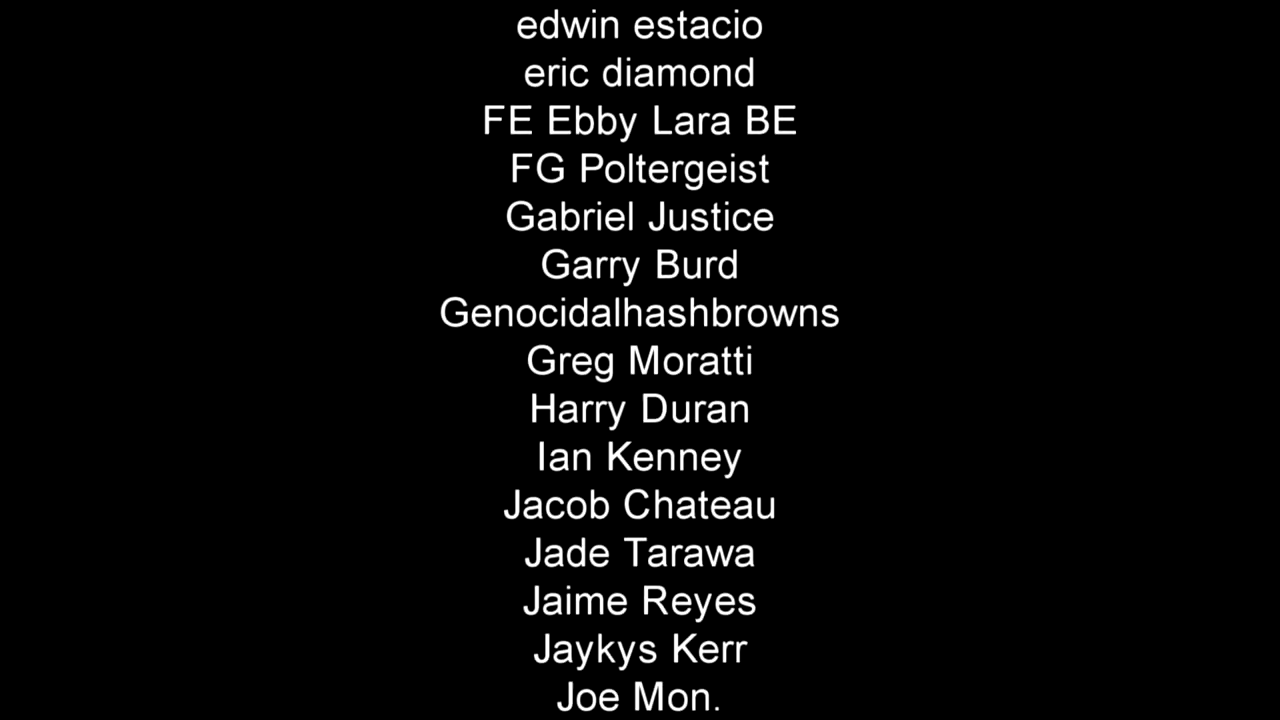 edwin estacio
eric diamond
FE Ebby Lara BE
FG Poltergeist
Gabriel Justice
Garry Burd
Genocidalhashbrowns
Greg Moratti
Harry Duran
Ian Kenney
Jacob Chateau
Jade Tarawa
Jaime Reyes
Jaykys Kerr
Joe Mon.